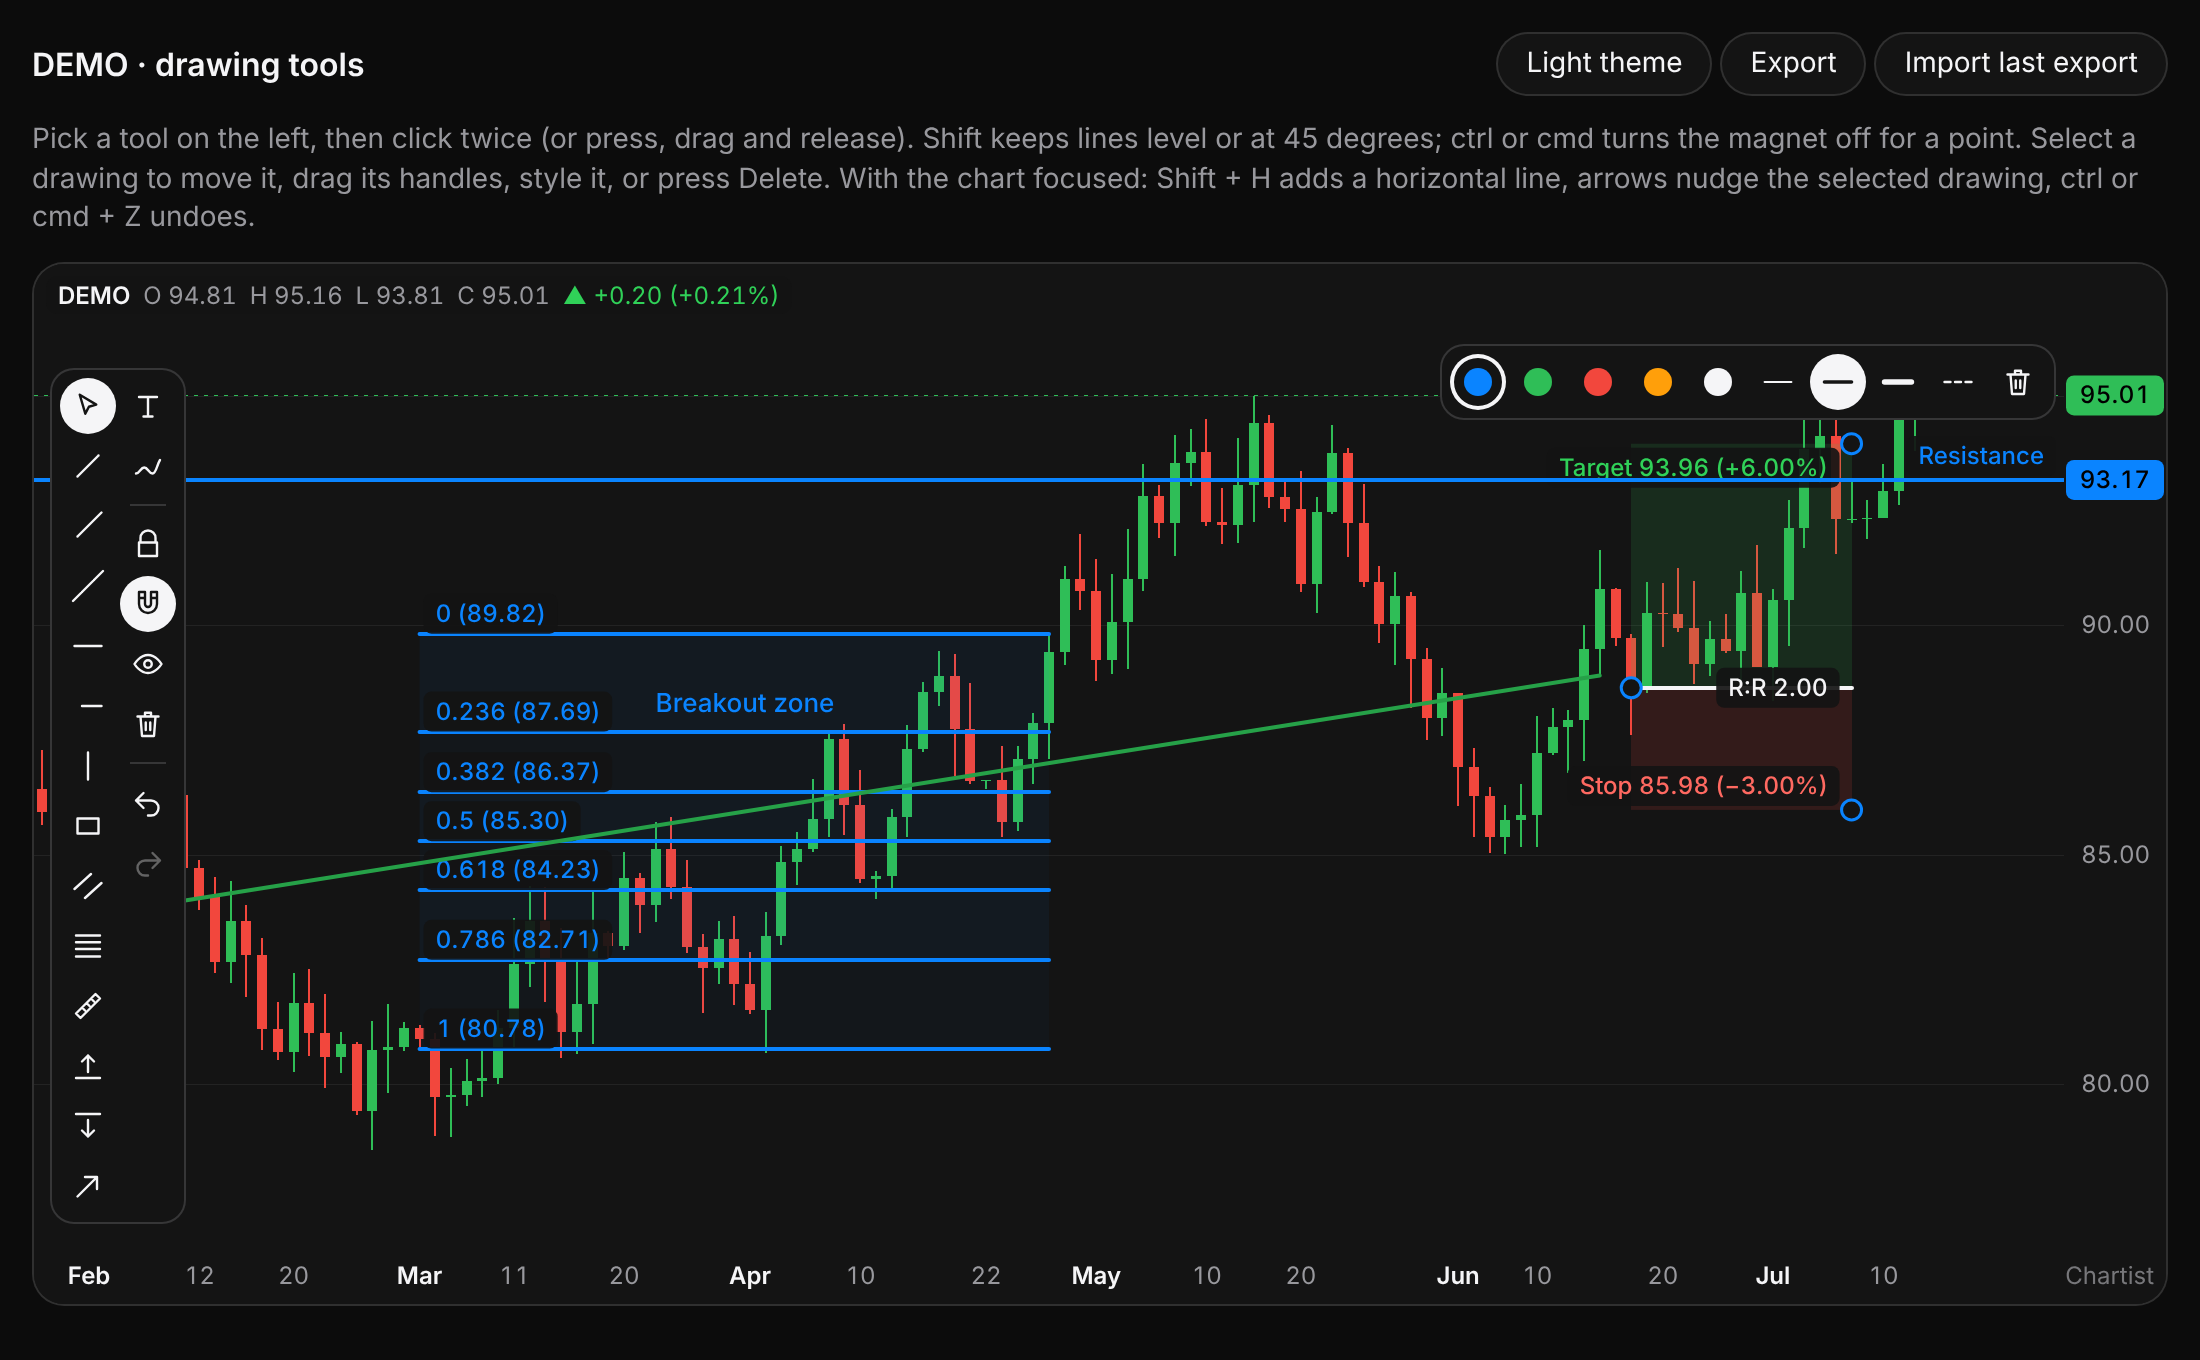 DEMO · drawing tools
Light theme
Export
Import last export
Pick a tool on the left, then click twice (or press, drag and release). Shift keeps lines level or at 45 degrees; ctrl or cmd turns the magnet off for a point. Select a
drawing to move it, drag its handles, style it, or press Delete. With the chart focused: Shift + H adds a horizontal line, arrows nudge the selected drawing, ctrl or
cmd + Z undoes.
DEMO O 94.81 H 95.16 L 93.81 C 95.01 ▲ +0.20 (+0.21%)
T
95.01
Resistance
Target 93.96 (+6.00%)
93.17
0 (89.82)
90.00
R:R 2.00
Breakout zone
0.236 (87.69)
0.382 (86.37)
Stop 85.98 (−3.00%)
0.5 (85.30)
85.00
0.618 (84.23)
0.786 (82.71)
1 (80.78)
80.00
Feb 12 20 Mar 11 20 Apr 10 22 May 10 20 Jun 10 20 Jul 10 Chartist